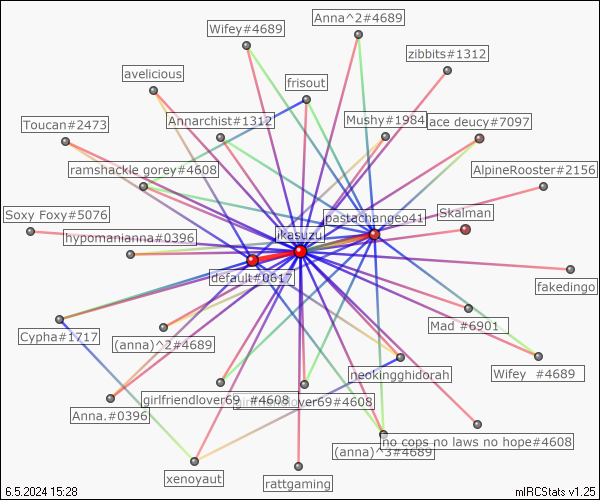 Anna^2#4689
Wifey#4689
zibbits#1312
avelicious
frisout
Annarchist#1312
Mushy#1984
ace deucy#7097
Toucan#2473
ramshackle gorey#4608
AlpineRooster#2156
Soxy Foxy#5076
pastachangeo41
Skalman
ikasuzu
hypomanianna#0396
default#0617
fakedingo
Cypha#1717
(anna)^2#4689
Mad #6901
Wifey #4689
neokingghidorah
Anna.#0396
girlfriendlover69 #4608
girlfriendlover69#4608
no cops no laws no hope#4608
(anna)^3#4689
xenoyaut
rattgaming
6.5.2024 15:28
mIRCStats v1.25